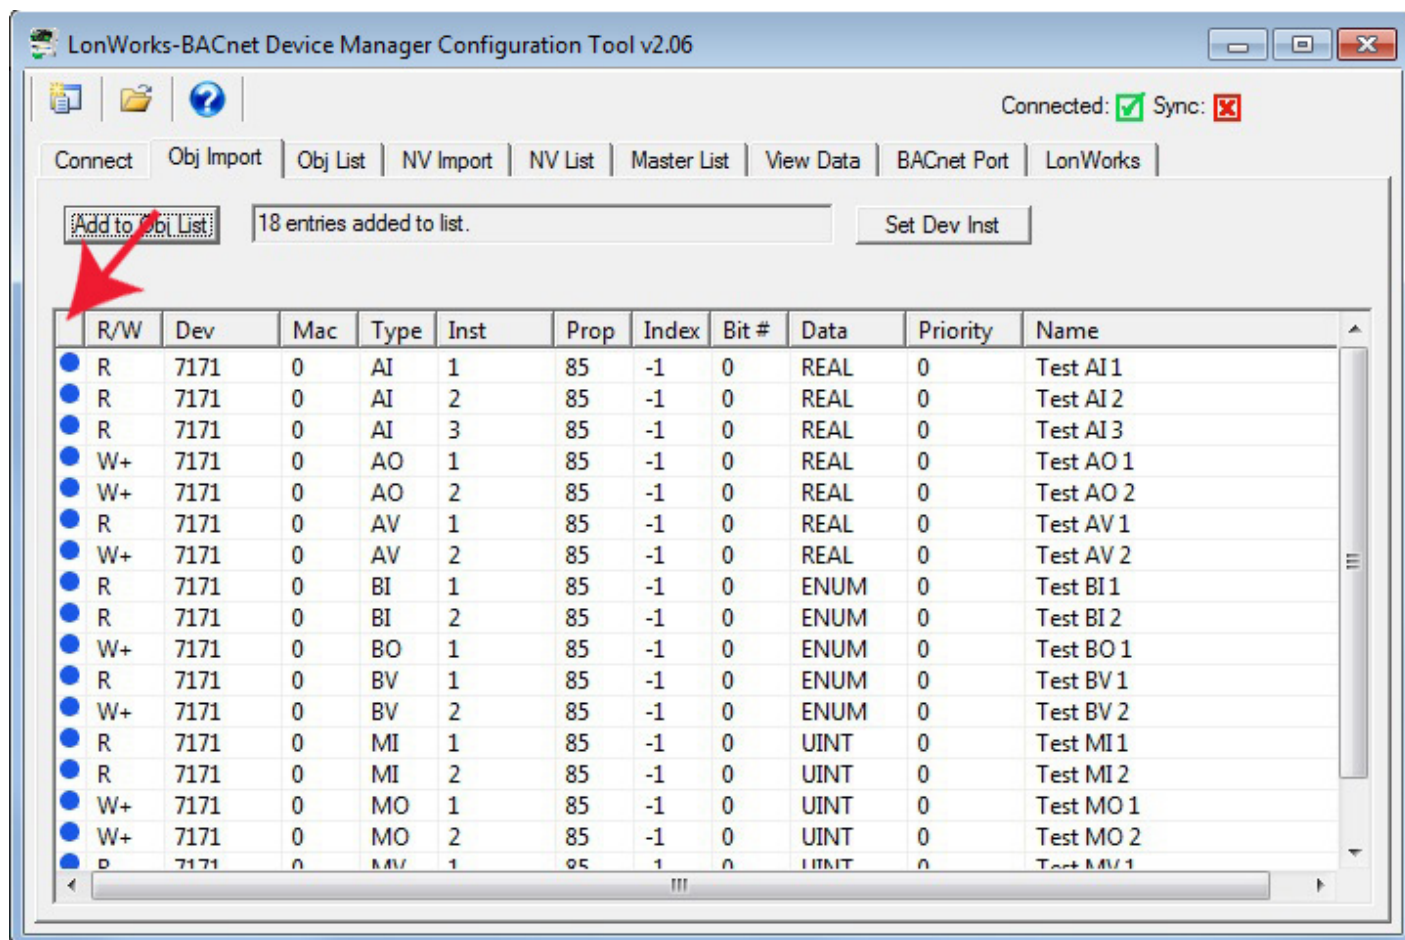 LonWorks-BACnet Device Manager Configuration Tool v2.06
Connected: Sync:
Connect Obj Import Obj List NV Import NV List Master List View Data BACnet Port LonWorks
Add to Obj List 18 entries added to list. Set Dev Inst
R/W Dev Mac Type Inst Prop Index Bit # Data Priority Name
R 7171 0 AI 1 85 -1 0 REAL 0 Test AI 1
R 7171 0 AI 2 85 -1 0 REAL 0 Test AI 2
R 7171 0 AI 3 85 -1 0 REAL 0 Test AI 3
W+ 7171 0 AO 1 85 -1 0 REAL 0 Test AO 1
W+ 7171 0 AO 2 85 -1 0 REAL 0 Test AO 2
R 7171 0 AV 1 85 -1 0 REAL 0 Test AV 1
W+ 7171 0 AV 2 85 -1 0 REAL 0 Test AV 2
R 7171 0 BI 1 85 -1 0 ENUM 0 Test BI 1
R 7171 0 BI 2 85 -1 0 ENUM 0 Test BI 2
W+ 7171 0 BO 1 85 -1 0 ENUM 0 Test BO 1
R 7171 0 BV 1 85 -1 0 ENUM 0 Test BV 1
W+ 7171 0 BV 2 85 -1 0 ENUM 0 Test BV 2
R 7171 0 MI 1 85 -1 0 UINT 0 Test MI 1
R 7171 0 MI 2 85 -1 0 UINT 0 Test MI 2
W+ 7171 0 MO 1 85 -1 0 UINT 0 Test MO 1
W+ 7171 0 MO 2 85 -1 0 UINT 0 Test MO 2
R 7171 0 MV 1 85 -1 0 UINT 0 Test MV 1